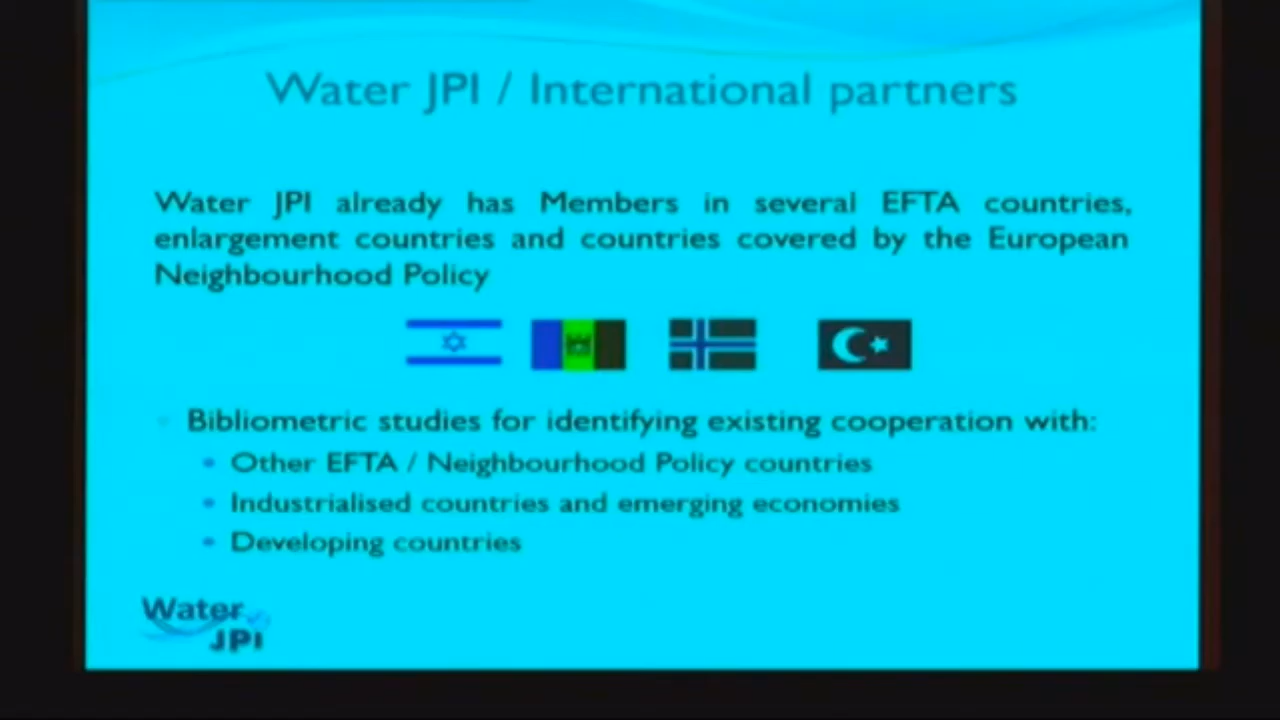 Water JPI / International partners
Water JPI already has Members in several EFTA countries,
enlargement countries and countries covered by the European
Neighbourhood Policy
Bibliometric studies for identifying existing cooperation with:
Other EFTA / Neighbourhood Policy countries
Industrialised countries and emerging economies
Developing countries
Water
JPI